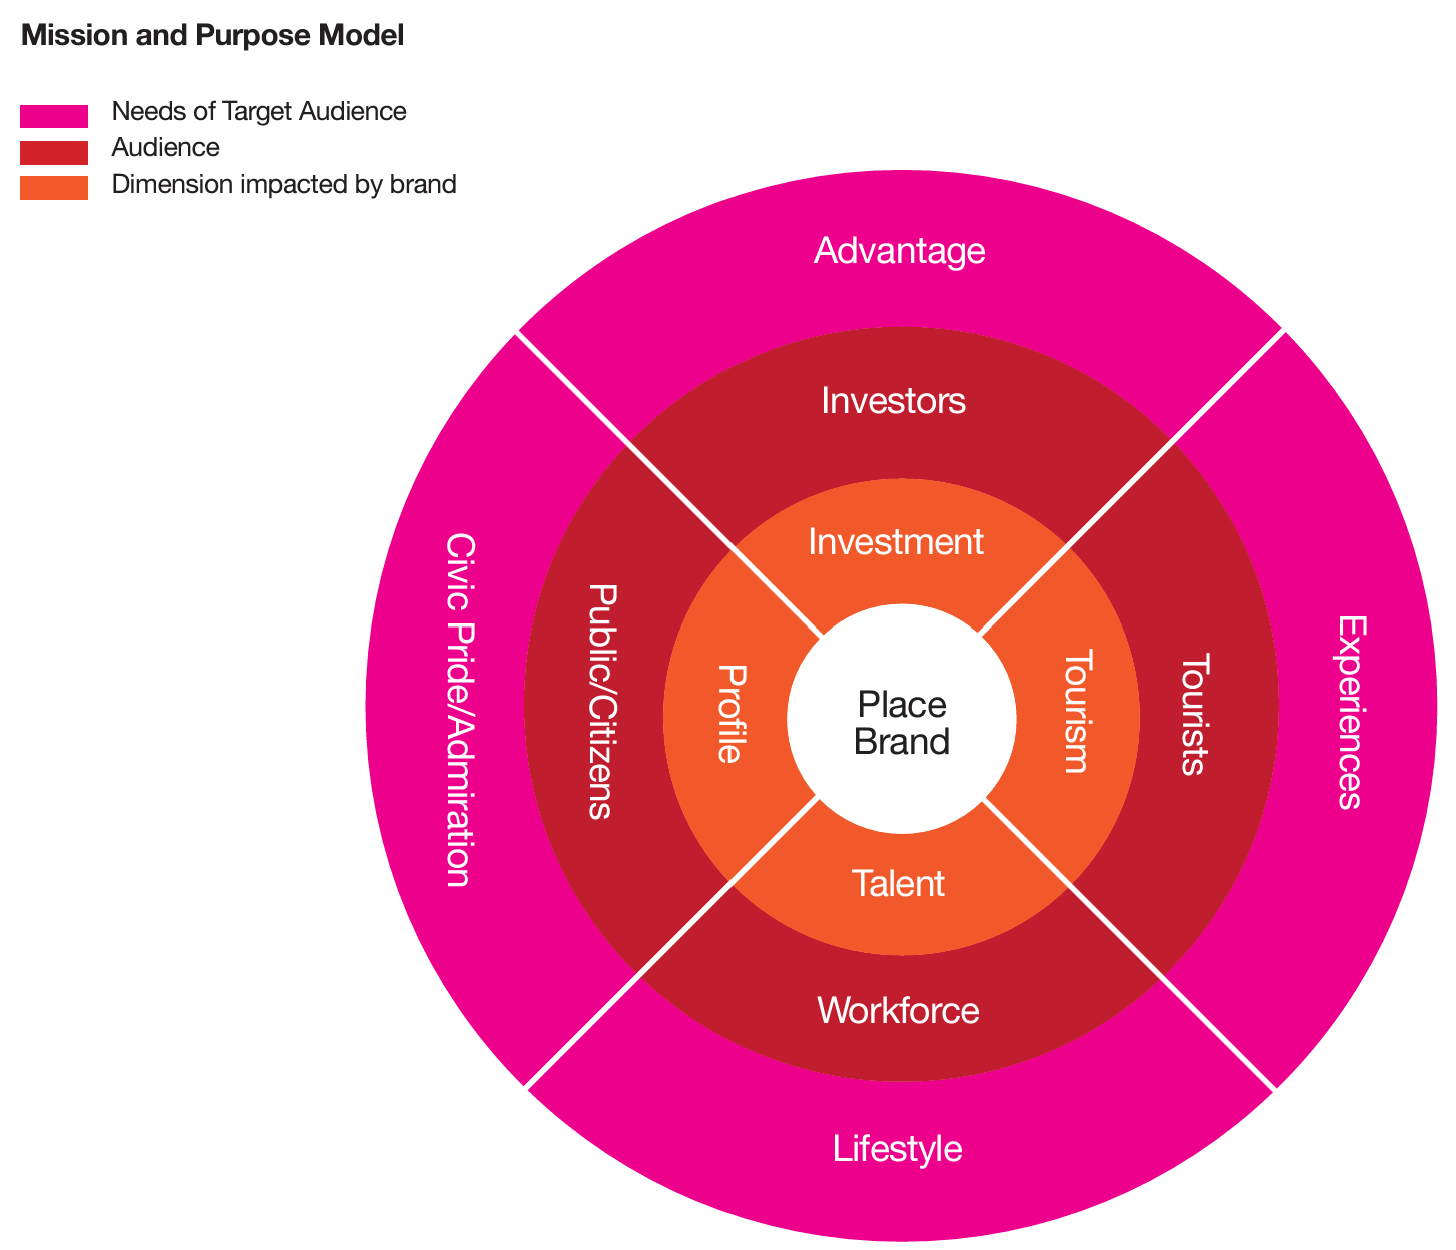 Mission and Purpose Model
Needs of Target Audience
Audience
Dimension impacted by brand
Advantage
Investors
Investment
Civic Pride/Admiration
Public/Citizens
Profile
Place
Brand
Tourism
Tourists
Experiences
Talent
Workforce
Lifestyle